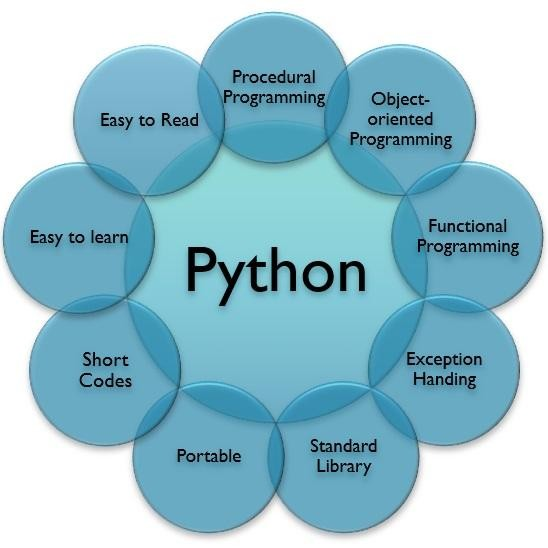 Procedural
Programming
Object-
oriented
Programming
Functional
Programming
Exception
Handing
Standard
Library
Portable
Short
Codes
Easy to learn
Easy to Read
Python